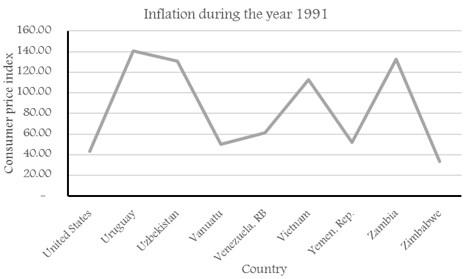 Inflation during the year 1991
Consumer price index
160.00
140.00
120.00
100.00
80.00
60.00
40.00
20.00
-
United States
Uruguay
Uzbekistan
Vanuatu
Venezuela, RB
Vietnam
Yemen, Rep.
Zambia
Zimbabwe
Country